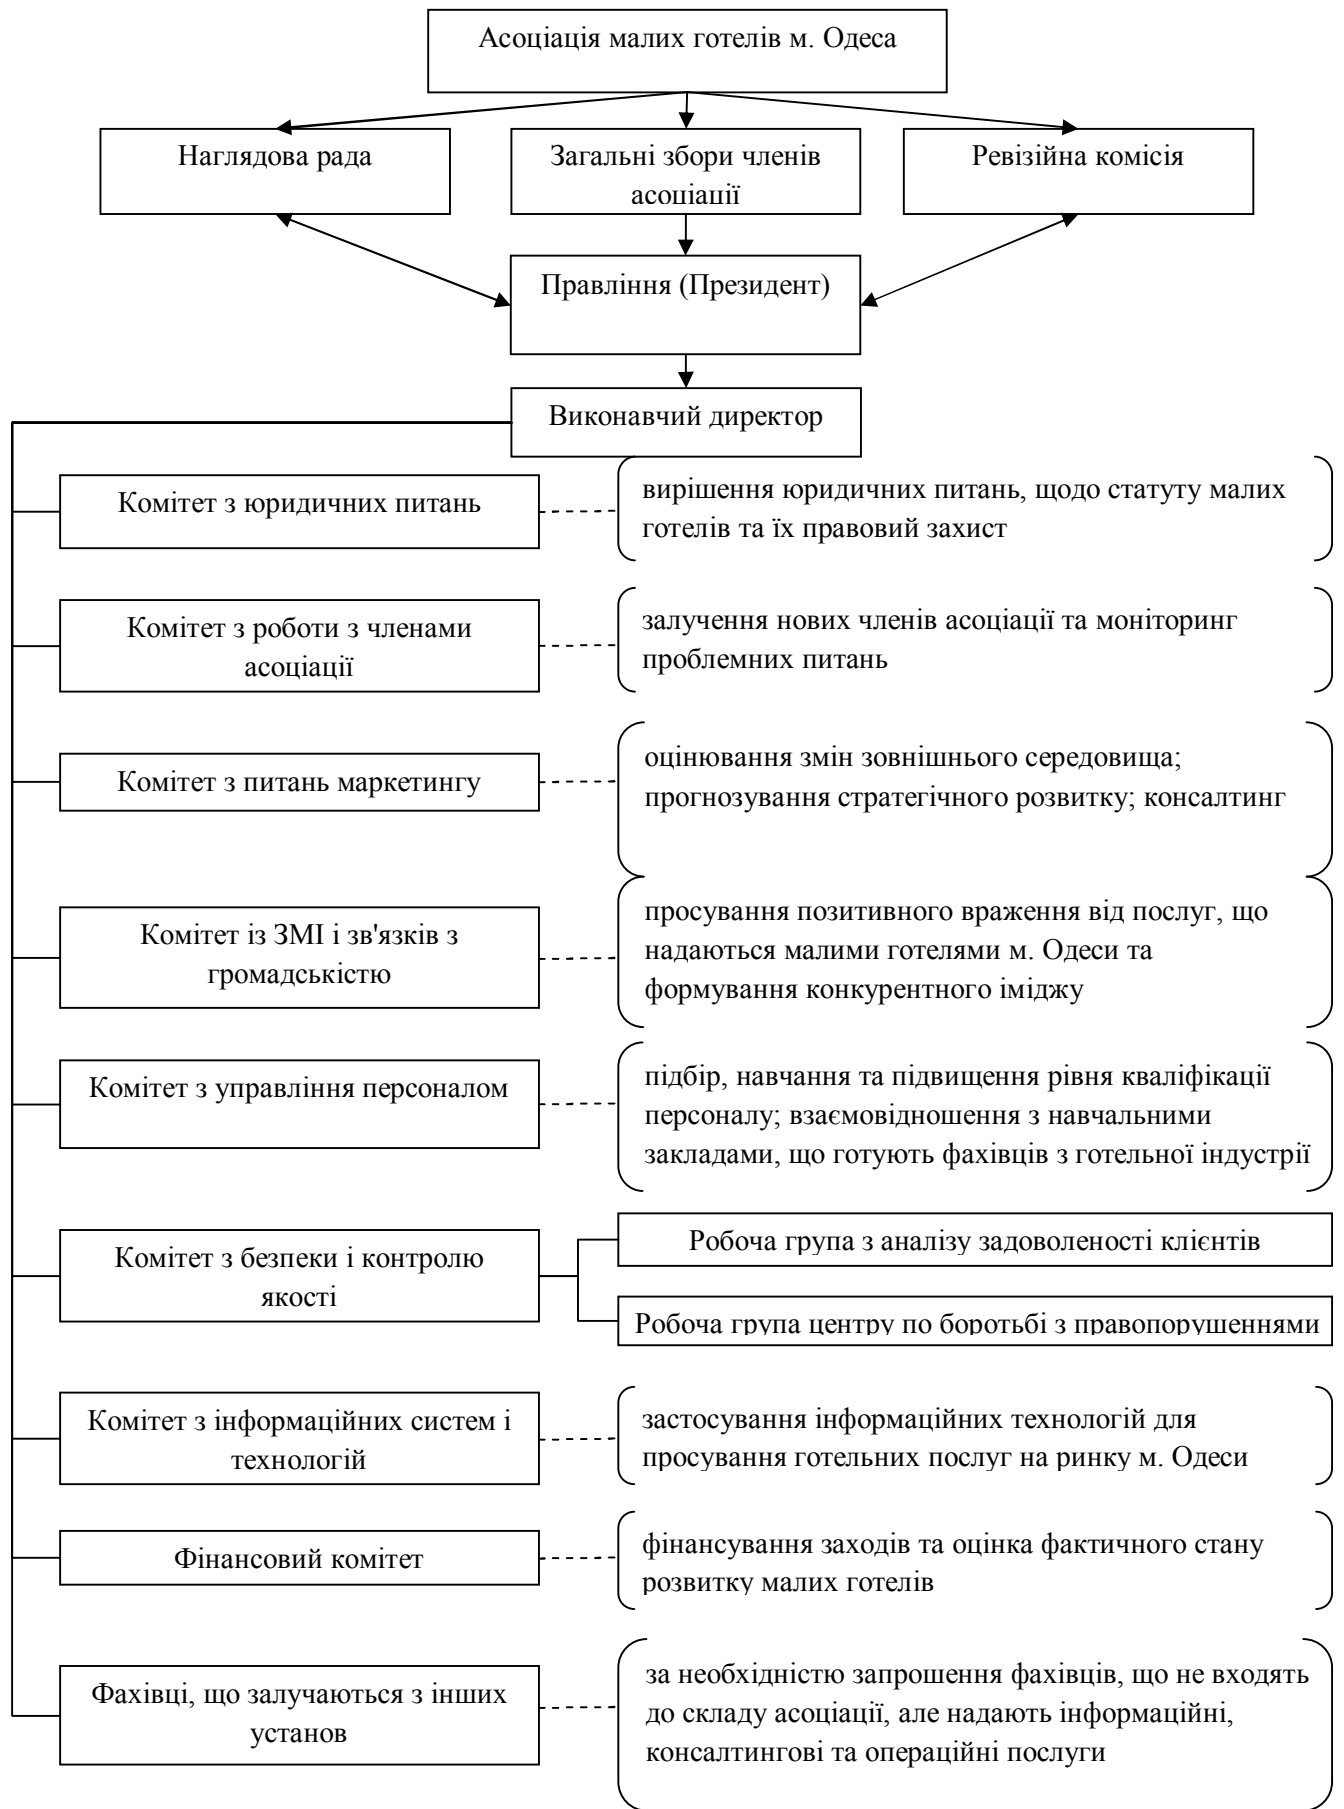 Асоціація малих готелів м. Одеса
Наглядова рада
Загальні збори членів
асоціації
Ревізійна комісія
Правління (Президент)
Виконавчий директор
Комітет з юридичних питань
вирішення юридичних питань, щодо статуту малих
готелів та їх правовий захист
Комітет з роботи з членами
асоціації
залучення нових членів асоціації та моніторинг
проблемних питань
Комітет з питань маркетингу
оцінювання змін зовнішнього середовища;
прогнозування стратегічного розвитку; консалтинг
Комітет із ЗМІ і зв'язків з
громадськістю
просування позитивного враження від послуг, що
надаються малими готелями м. Одеси та
формування конкурентного іміджу
Комітет з управління персоналом
підбір, навчання та підвищення рівня кваліфікації
персоналу; взаємовідношення з навчальними
закладами, що готують фахівців з готельної індустрії
Комітет з безпеки і контролю
якості
Робоча група з аналізу задоволеності клієнтів
Робоча група центру по боротьбі з правопорушеннями
Комітет з інформаційних систем і
технологій
застосування інформаційних технологій для
просування готельних послуг на ринку м. Одеси
Фінансовий комітет
фінансування заходів та оцінка фактичного стану
розвитку малих готелів
Фахівці, що залучаються з інших
установ
за необхідністю запрошення фахівців, що не входять
до складу асоціації, але надають інформаційні,
консалтингові та операційні послуги